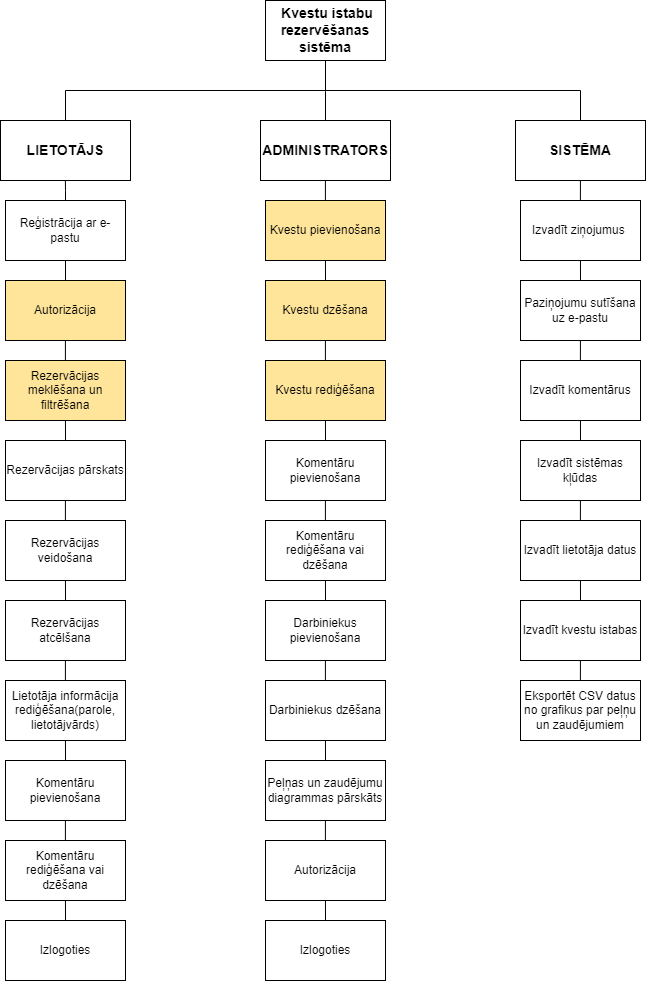 Kvestu istabu
rezervēšanas
sistēma
LIETOTĀJS
Reģistrācija ar e-
pastu
Autorizācija
Rezervācijas
meklēšana un
filtrēšana
Rezervācijas pārskats
Rezervācijas
veidošana
Rezervācijas
atcēlšana
Lietotāja informācija
rediģēšana(parole,
lietotājvārds)
Komentāru
pievienošana
Komentāru
rediģēšana vai
dzēšana
Izlogoties
ADMINISTRATORS
Kvestu pievienošana
Kvestu dzēšana
Kvestu rediģēšana
Komentāru
pievienošana
Komentāru
rediģēšana vai
dzēšana
Darbiniekus
pievienošana
Darbiniekus dzēšana
Peļņas un zaudējumu
diagrammas pārskāts
Autorizācija
Izlogoties
SISTĒMA
Izvadīt ziņojumus
Paziņojumu sutīšana
uz e-pastu
Izvadīt komentārus
Izvadīt sistēmas
kļūdas
Izvadīt lietotāja datus
Izvadīt kvestu istabas
Eksportēt CSV datus
no grafikus par peļņu
un zaudējumiem